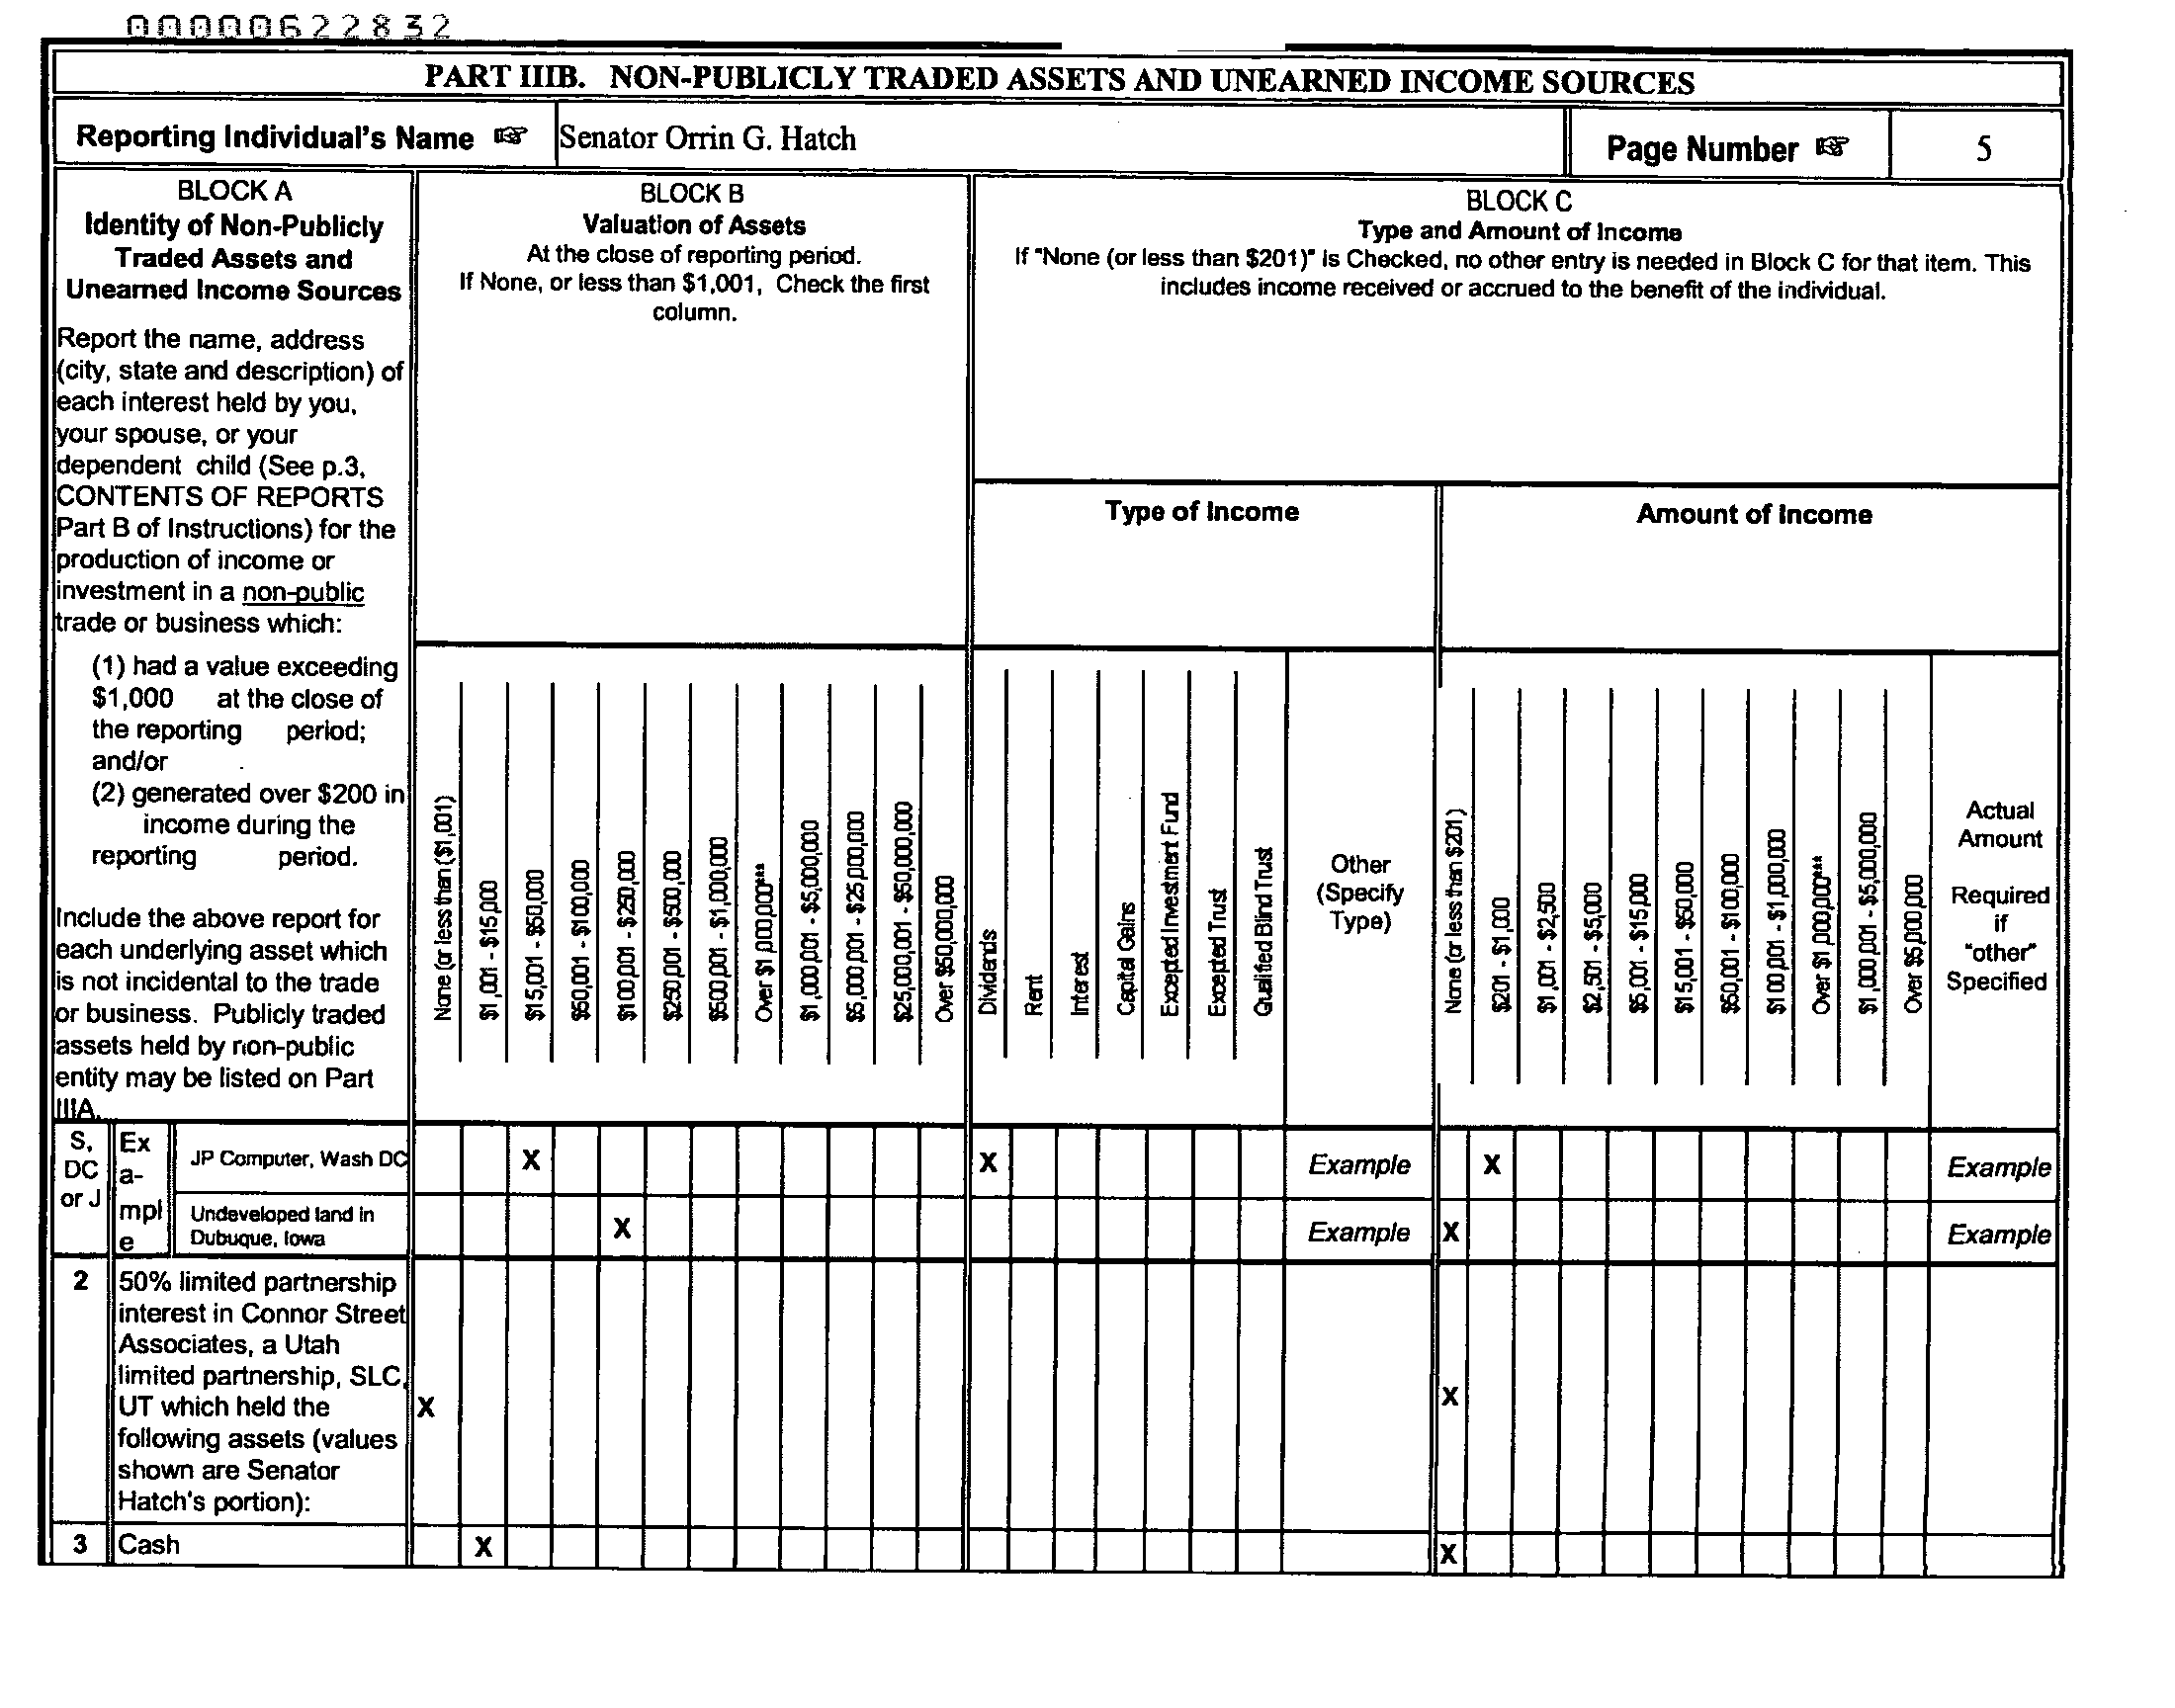 00000622832
PART IIIB. NON-PUBLICLY TRADED ASSETS AND UNEARNED INCOME SOURCES
Reporting Individual's Name ☞ Senator Orrin G. Hatch Page Number ☞ 5
BLOCK A
Identity of Non-Publicly
Traded Assets and
Unearned Income Sources
Report the name, address
(city, state and description) of
each interest held by you,
your spouse, or your
dependent child (See p.3,
CONTENTS OF REPORTS
Part B of Instructions) for the
production of income or
investment in a non-public
trade or business which:
(1) had a value exceeding
$1,000 at the close of
the reporting period;
and/or
(2) generated over $200 in
income during the
reporting period.
Include the above report for
each underlying asset which
is not incidental to the trade
or business. Publicly traded
assets held by non-public
entity may be listed on Part
IIIA.
BLOCK B
Valuation of Assets
At the close of reporting period.
If None, or less than $1,001, Check the first
column.
None (or less than ($1,001)
$1,001 - $15,000
$15,001 - $50,000
$50,001 - $100,000
$100,001 - $250,000
$250,001 - $500,000
$500,001 - $1,000,000
Over $1,000,000***
$1,000,001 - $5,000,000
$5,000,001 - $25,000,000
$25,000,001 - $50,000,000
Over $50,000,000
BLOCK C
Type and Amount of Income
If "None (or less than $201)" is Checked, no other entry is needed in Block C for that item. This
includes income received or accrued to the benefit of the individual.
Type of Income
Dividends
Rent
Interest
Capital Gains
Excepted Investment Fund
Excepted Trust
Qualified Blind Trust
Other
(Specify
Type)
Amount of Income
None (or less than $201)
$201 - $1,000
$1,001 - $2,500
$2,501 - $5,000
$5,001 - $15,000
$15,001 - $50,000
$50,001 - $100,000
$100,001 - $1,000,000
Over $1,000,000***
$1,000,001 - $5,000,000
Over $5,000,000
Actual
Amount
Required
if
"other"
Specified
S,
DC
or J
Ex
a-
mpl
e
JP Computer, Wash DC X X Example X Example
Undeveloped land in
Dubuque, Iowa
X Example X Example
2 50% limited partnership
interest in Connor Street
Associates, a Utah
limited partnership, SLC,
UT which held the
following assets (values
shown are Senator
Hatch's portion):
X X
3 Cash X X